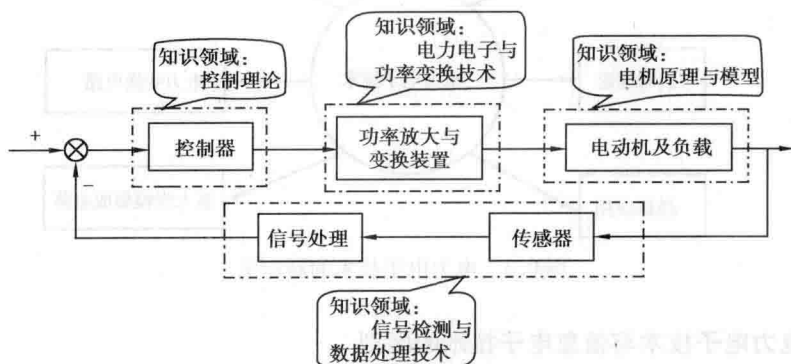 知识领域：
控制理论
知识领域：
电力电子与
功率变换技术
知识领域：
电机原理与模型
+
控制器
功率放大与
变换装置
电动机及负载
−
信号处理
传感器
知识领域：
信号检测与
数据处理技术